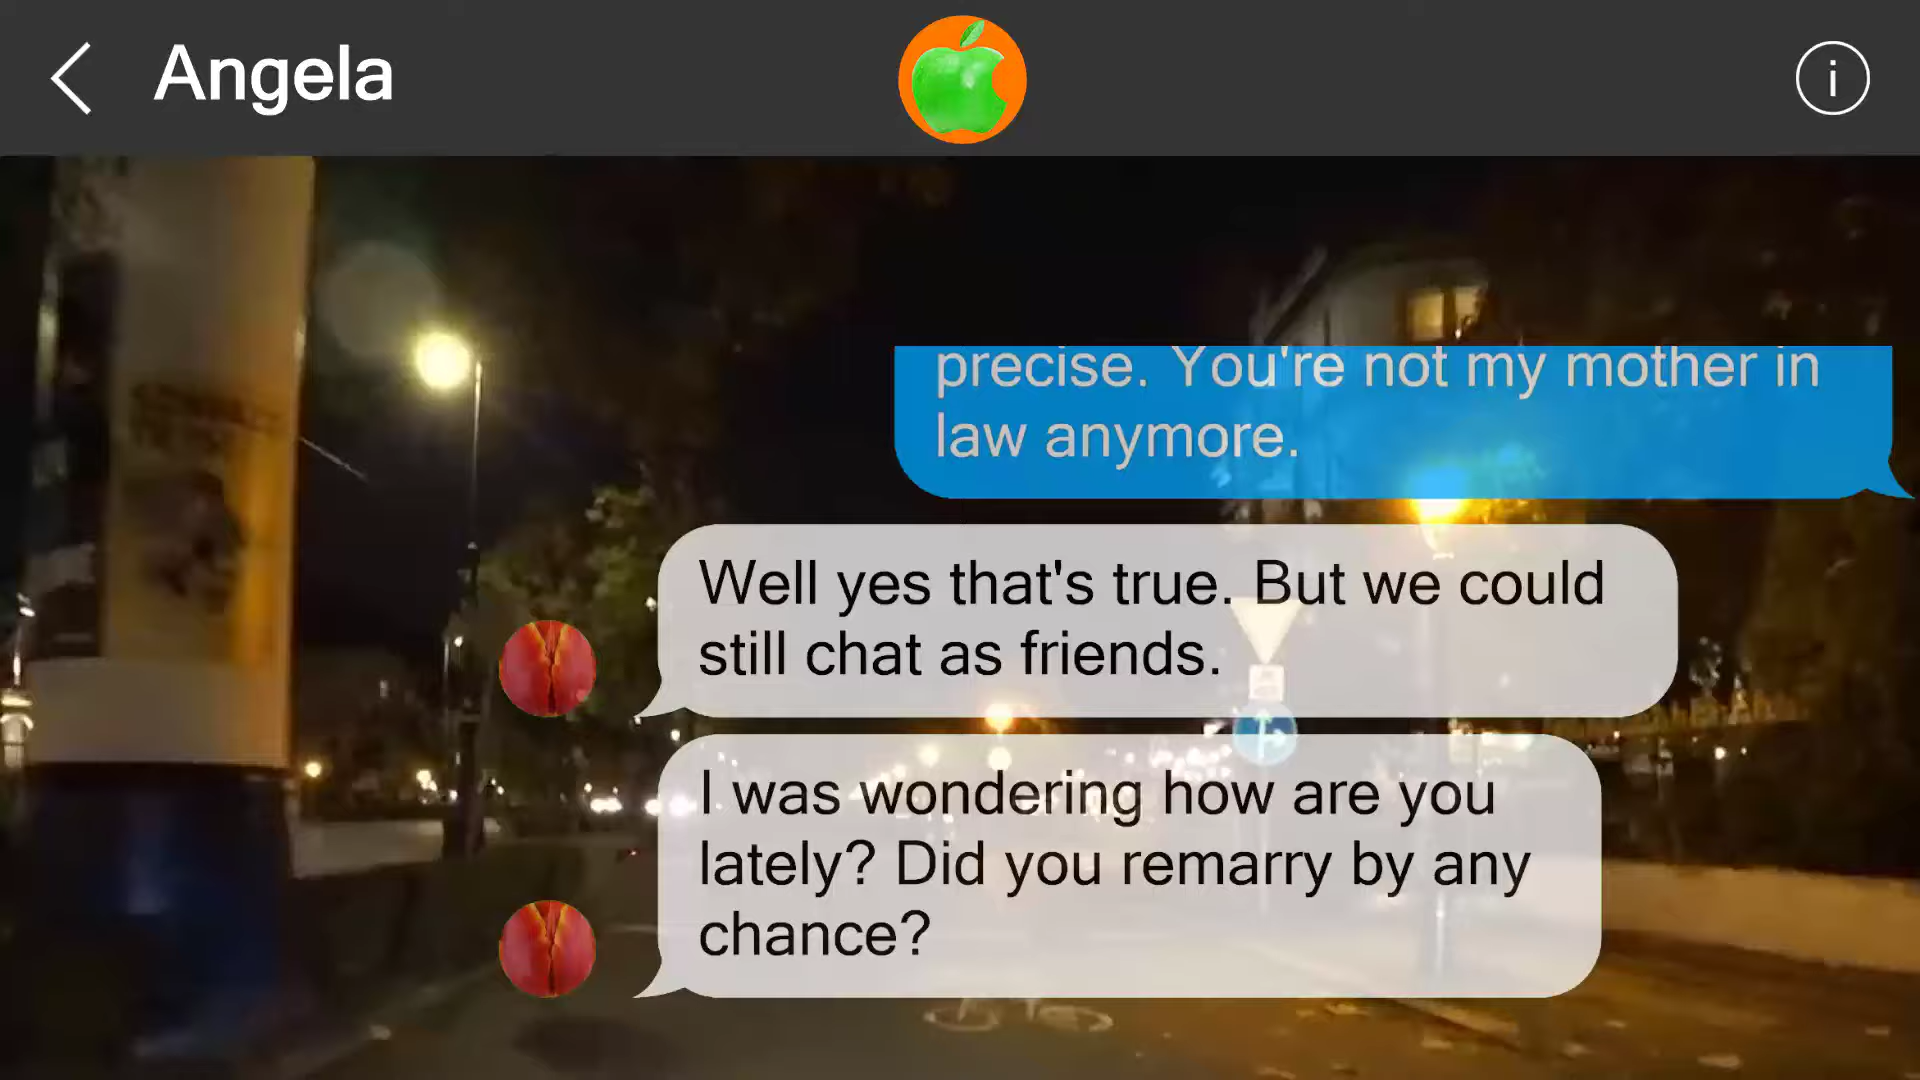 Angela
precise. You're not my mother in
law anymore.
Well yes that's true. But we could
still chat as friends.
I was wondering how are you
lately? Did you remarry by any
chance?